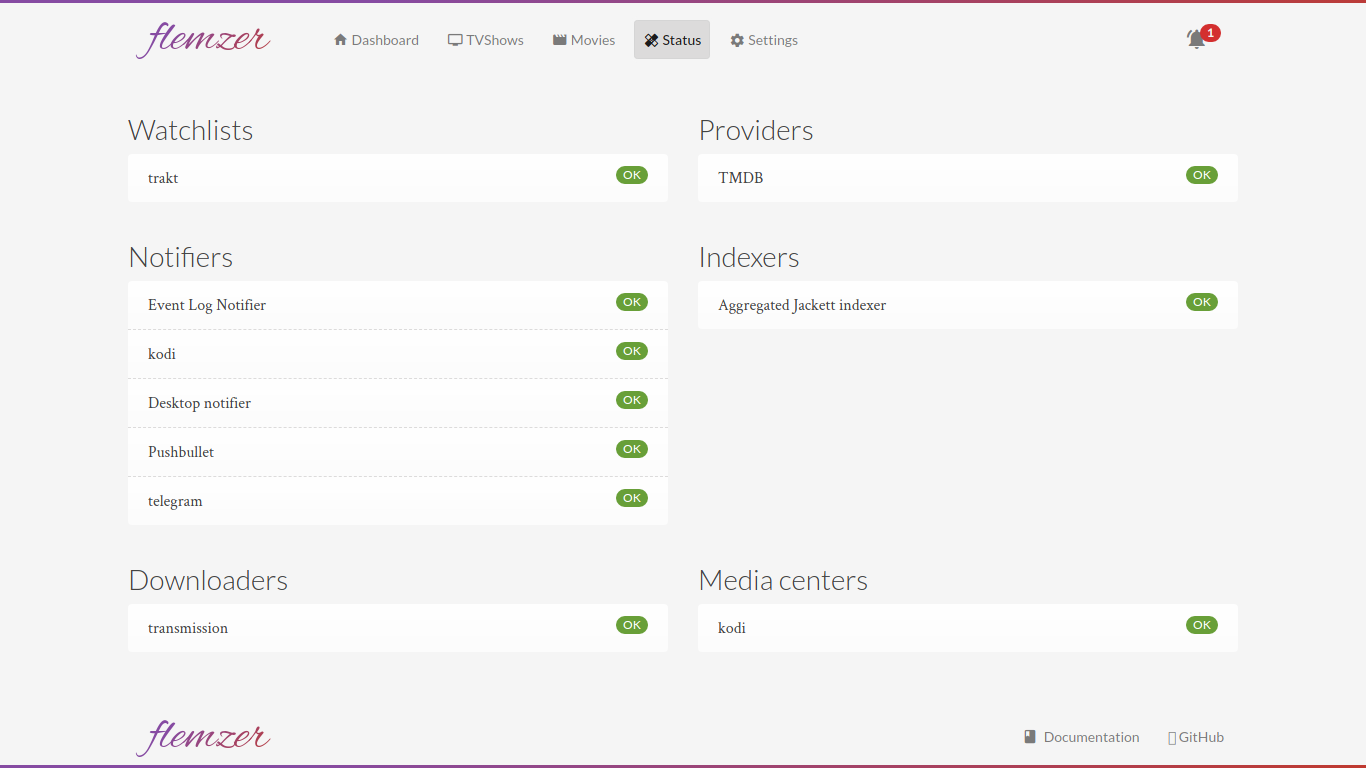 flemzer Dashboard TVShows Movies Status Settings 1
Watchlists
trakt OK
Providers
TMDB OK
Notifiers
Event Log Notifier OK
kodi OK
Desktop notifier OK
Pushbullet OK
telegram OK
Indexers
Aggregated Jackett indexer OK
Downloaders
transmission OK
Media centers
kodi OK
flemzer Documentation GitHub